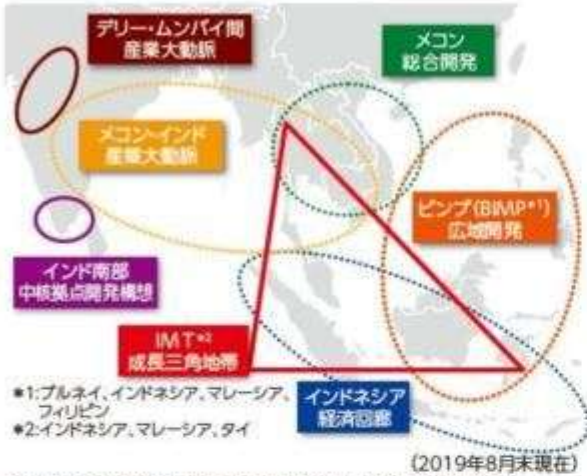 デリー・ムンバイ間
産業大動脈
メコン
総合開発
メコン・インド
産業大動脈
ビンプ(BIMP*1)
広域開発
インド南部
中核拠点開発構想
IMT*2
成長三角地帯
*1:ブルネイ、インドネシア、マレーシア、
フィリピン
*2:インドネシア、マレーシア、タイ
インドネシア
経済回廊
(2019年8月末現在)